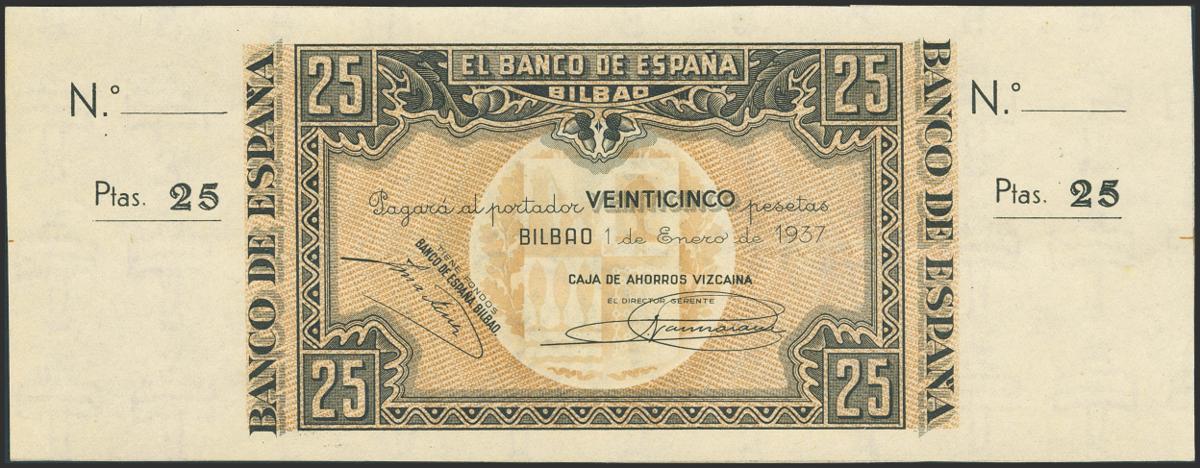 N.º
Ptas. 25
BANCO DE ESPAÑA
25
EL BANCO DE ESPAÑA
BILBAO
25
Pagará al portador VEINTICINCO pesetas
BILBAO 1 de Enero de 1937
TIENE FONDOS
BANCO DE ESPAÑA BILBAO.
CAJA DE AHORROS VIZCAINA
EL DIRECTOR GERENTE
25
25
BANCO DE ESPAÑA
N.º
Ptas. 25